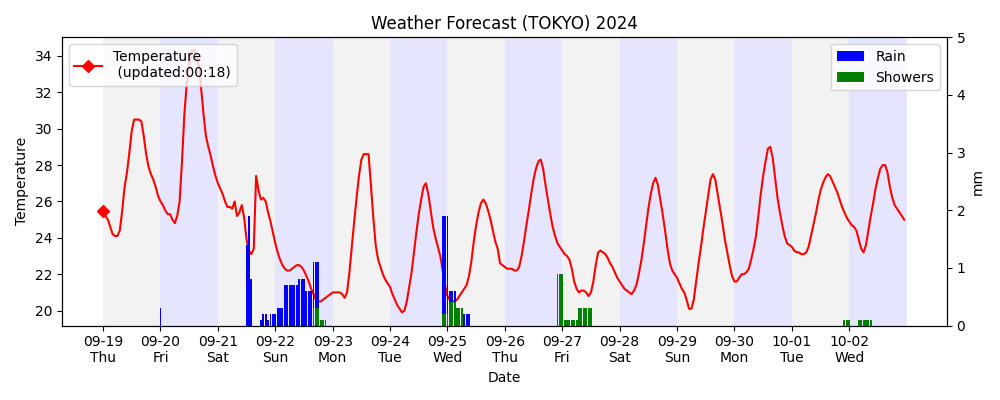 Weather Forecast (TOKYO) 2024
Temperature
(updated:00:18)
Rain
Showers
Temperature
34
32
30
28
26
24
22
20
5
4
3
2
1
0
mm
09-19 09-20 09-21 09-22 09-23 09-24 09-25 09-26 09-27 09-28 09-29 09-30 10-01 10-02
Thu Fri Sat Sun Mon Tue Wed Thu Fri Sat Sun Mon Tue Wed
Date